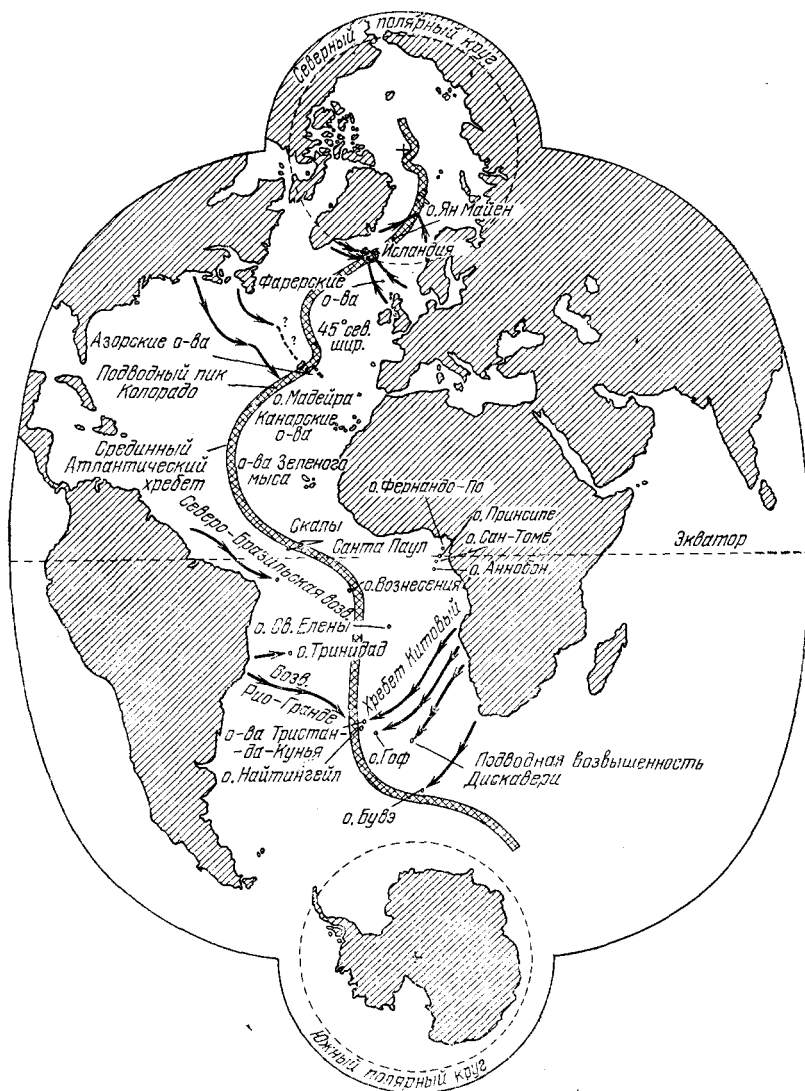 Северный полярный круг
о. Ян Майен
Исландия
Фарерские
о-ва
?
?
45° сев.
шир.
Азорские о-ва
Подводный пик
Колорадо
о. Мадейра
Канарские
о-ва
Срединный
Атлантический
хребет
о-ва Зеленого
мыса
о. Фернандо-По
о. Принсипе
о. Сан-Томе
о. Аннобон
Скалы
Санта Паул
Экватор
Северо-Бразильская возв.
о. Вознесения
о. Св. Елены
о. Тринидад
Хребет Китовый
Возв.
Рио-Гранде
о-ва Тристан-
-да-Кунья
о. Найтингейл
о. Гоф
Подводная возвышенность
Дискавери
о. Бувэ
Южный полярный круг